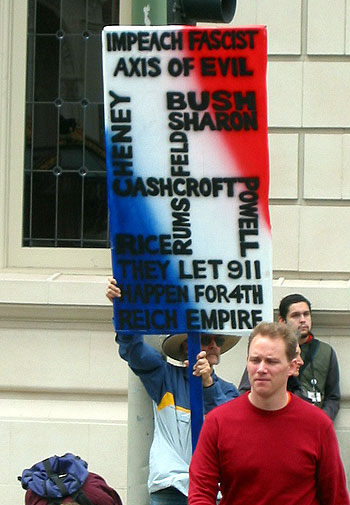 IMPEACH FASCIST
AXIS OF EVIL
CHENEY
BUSH
SHARON
RUMSFELD
ASHCROFT
POWELL
RICE
THEY LET 911
HAPPEN FOR 4TH
REICH EMPIRE